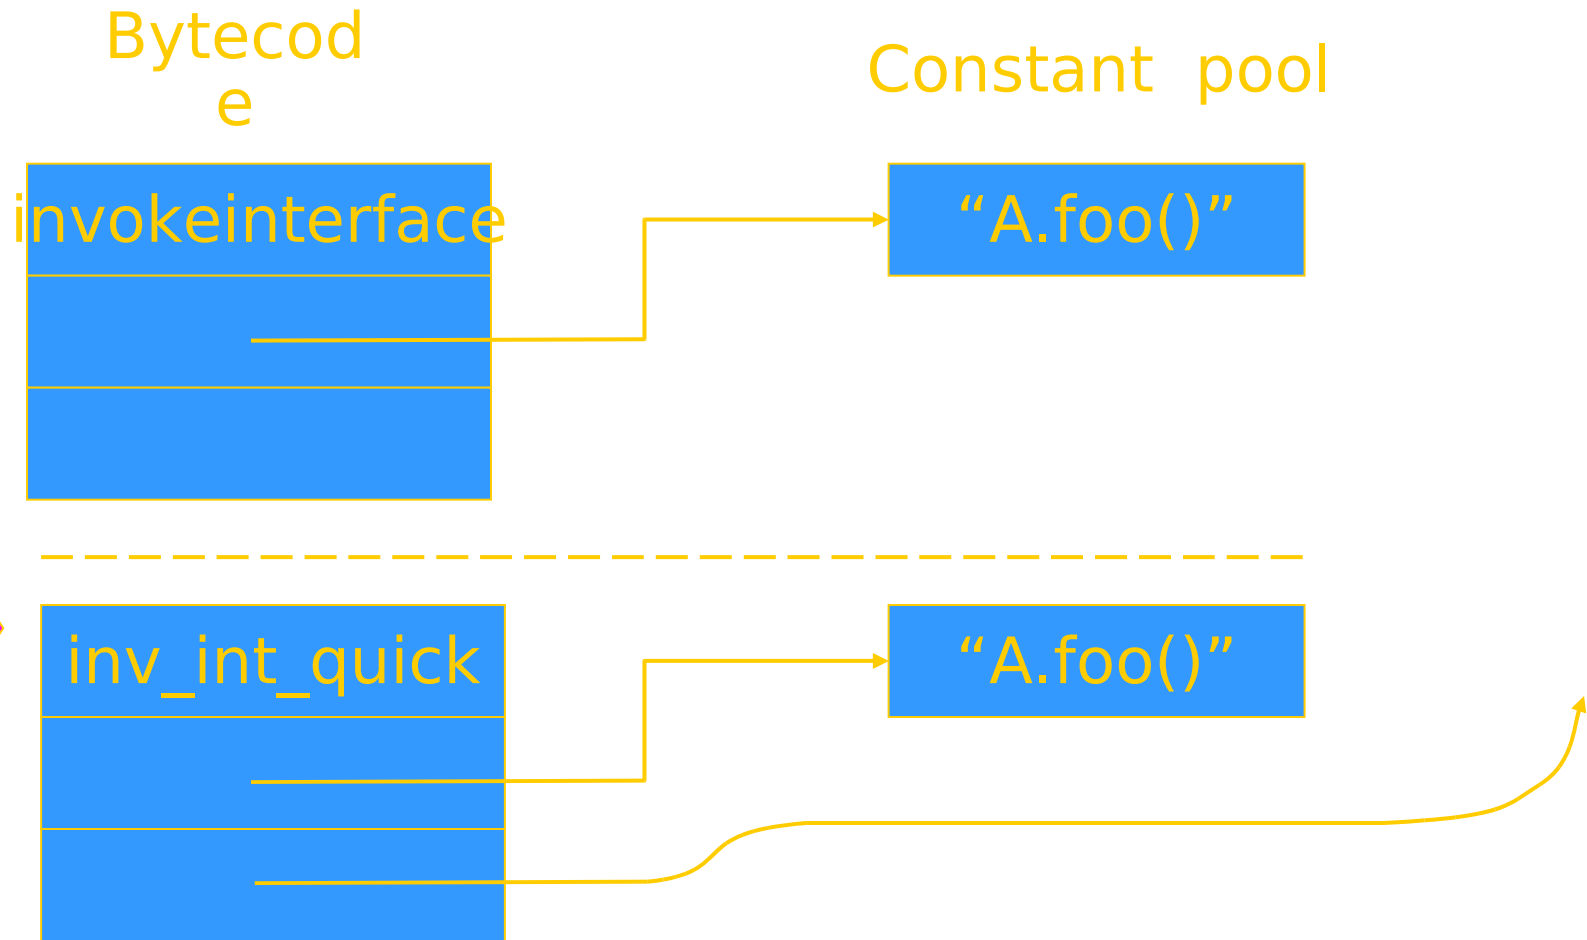 Bytecod
e
Constant pool
invokeinterface
“A.foo()”
inv_int_quick
“A.foo()”